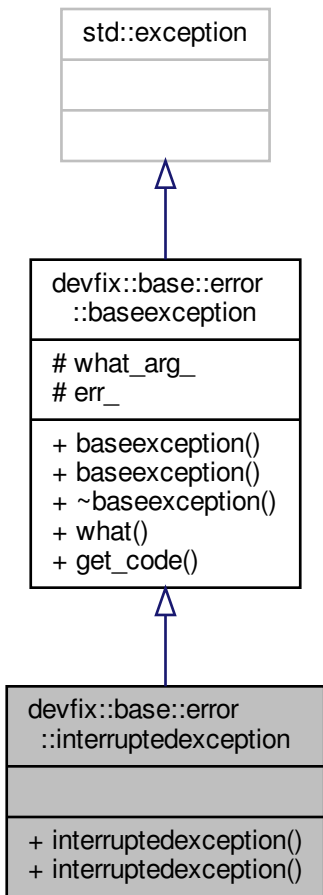 std::exception
devfix::base::error
::baseexception
# what_arg_
# err_
+ baseexception()
+ baseexception()
+ ~baseexception()
+ what()
+ get_code()
devfix::base::error
::interruptedexception
+ interruptedexception()
+ interruptedexception()